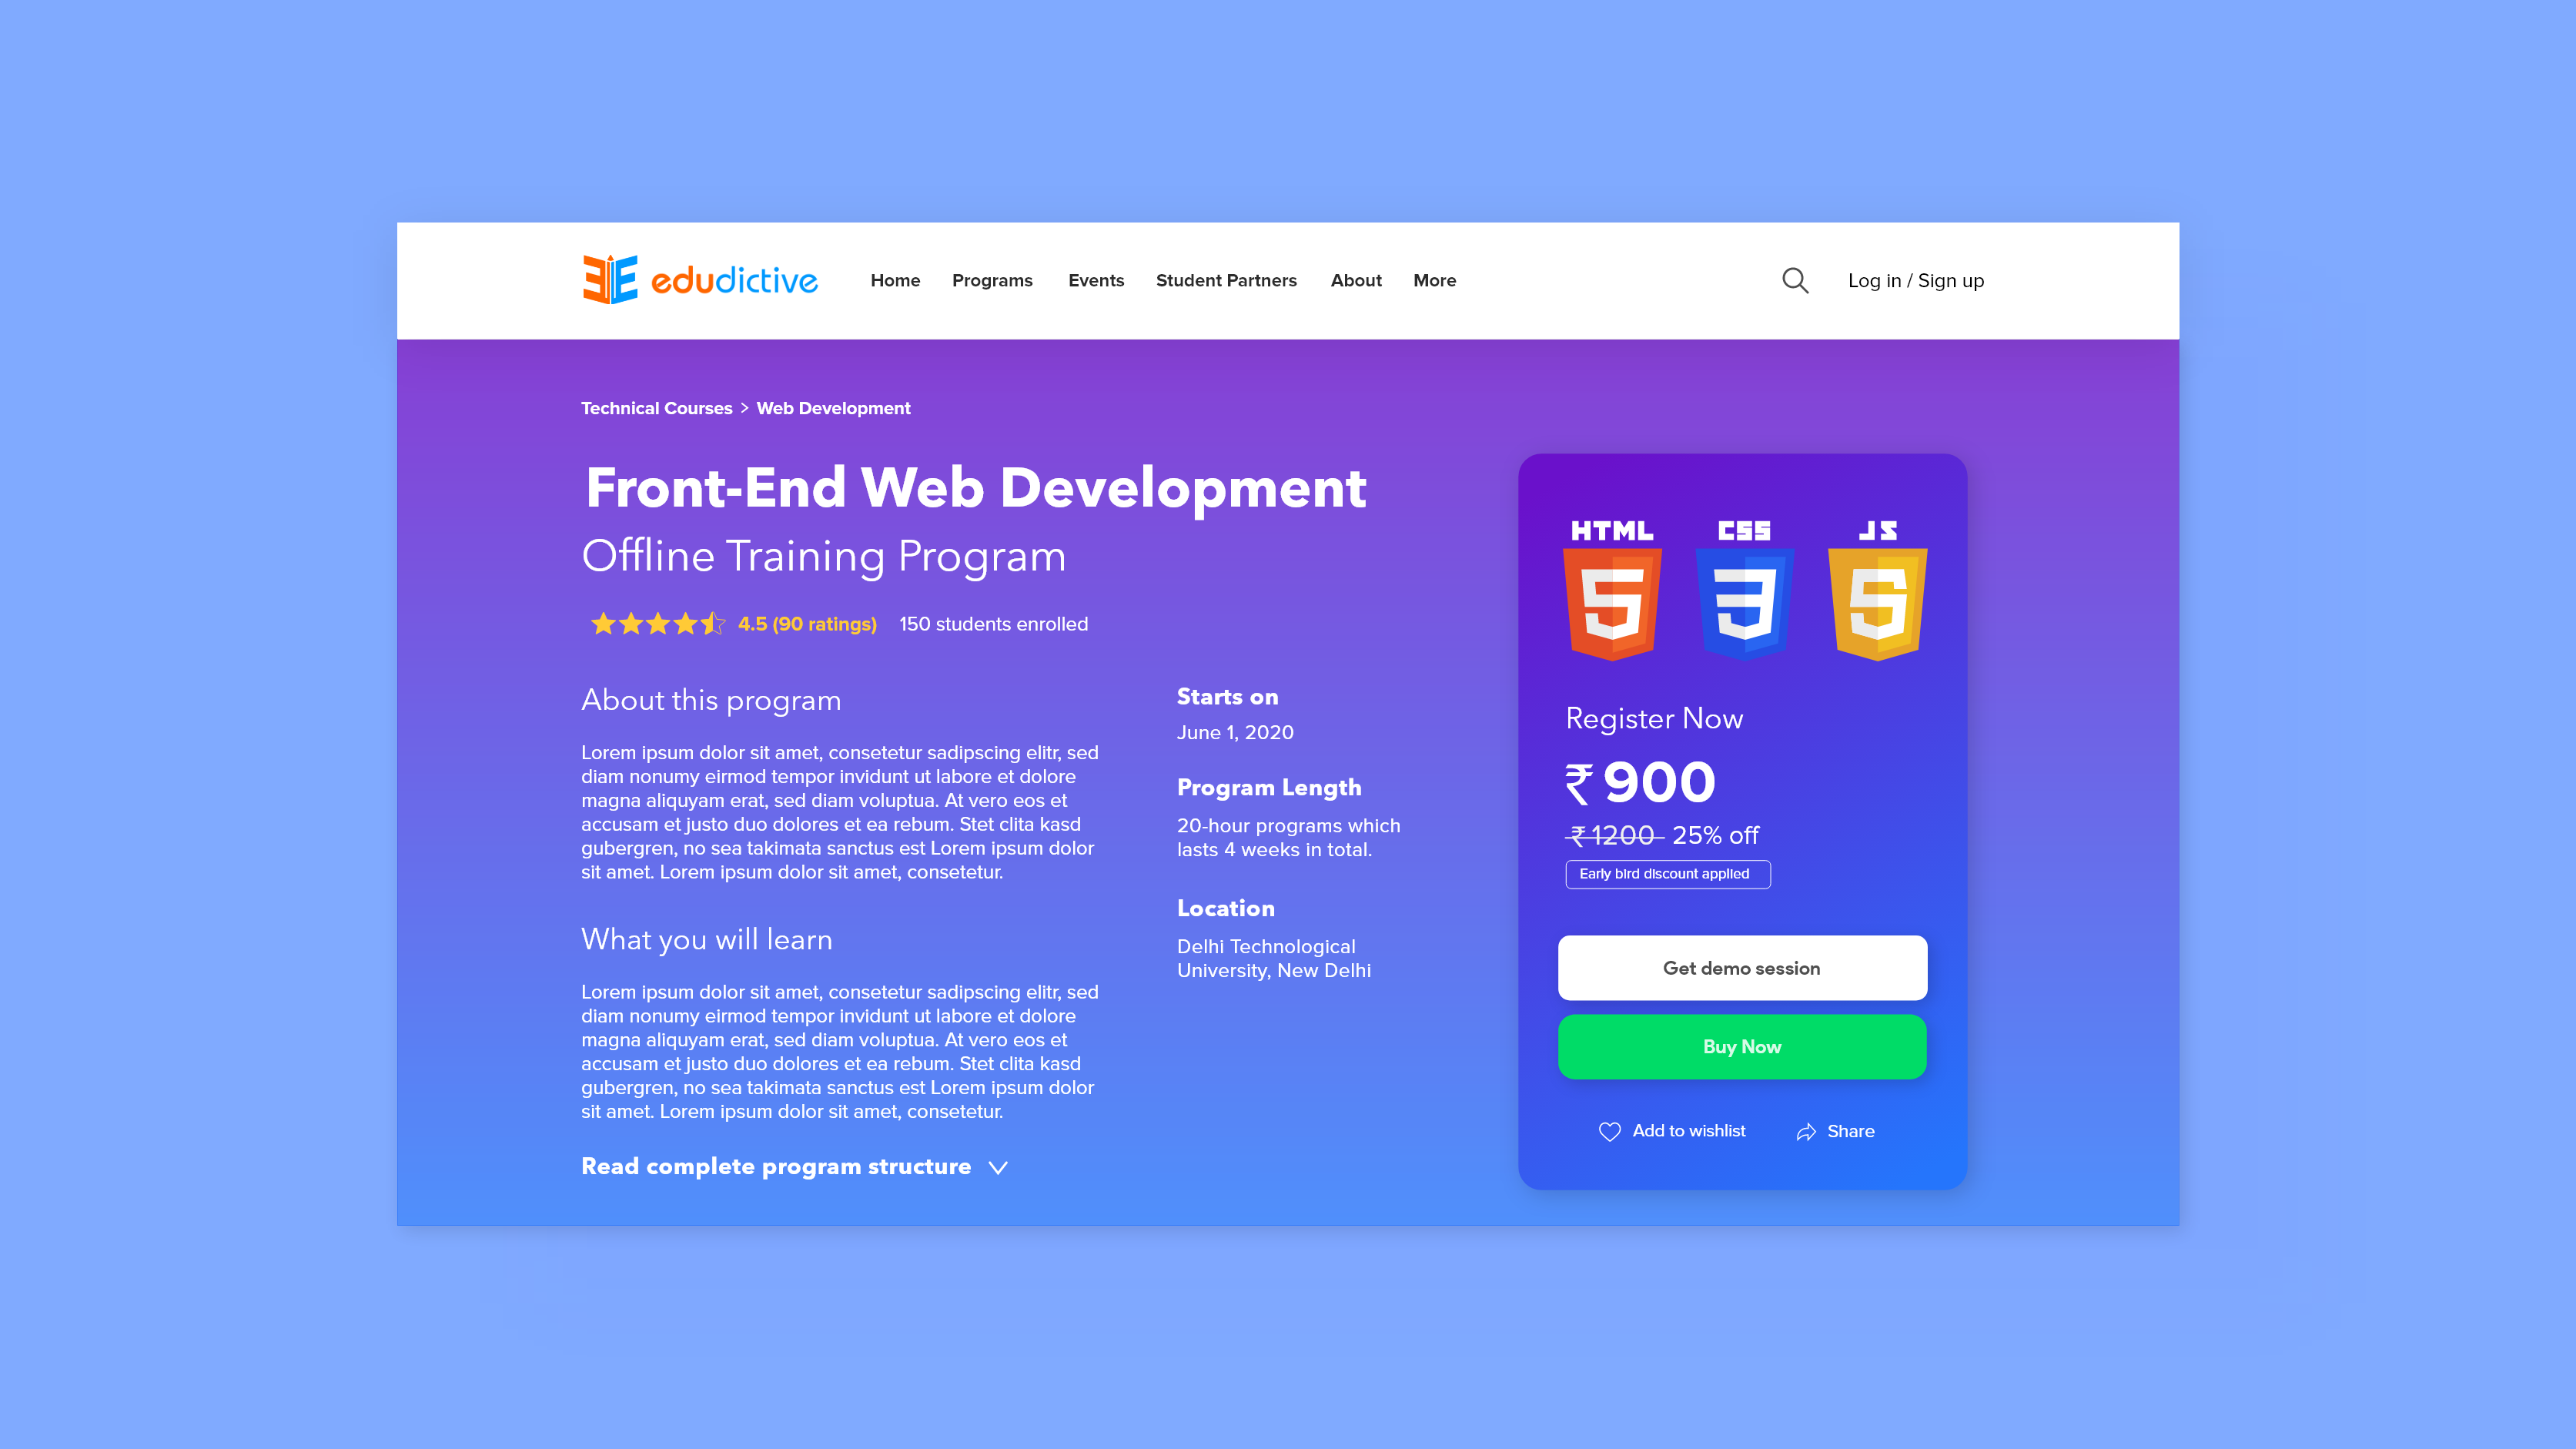 edudictive
Home Programs Events Student Partners About More
Log in / Sign up
Technical Courses > Web Development
Front-End Web Development
Offline Training Program
4.5 (90 ratings) 150 students enrolled
About this program
Lorem ipsum dolor sit amet, consetetur sadipscing elitr, sed
diam nonumy eirmod tempor invidunt ut labore et dolore
magna aliquyam erat, sed diam voluptua. At vero eos et
accusam et justo duo dolores et ea rebum. Stet clita kasd
gubergren, no sea takimata sanctus est Lorem ipsum dolor
sit amet. Lorem ipsum dolor sit amet, consetetur.
What you will learn
Lorem ipsum dolor sit amet, consetetur sadipscing elitr, sed
diam nonumy eirmod tempor invidunt ut labore et dolore
magna aliquyam erat, sed diam voluptua. At vero eos et
accusam et justo duo dolores et ea rebum. Stet clita kasd
gubergren, no sea takimata sanctus est Lorem ipsum dolor
sit amet. Lorem ipsum dolor sit amet, consetetur.
Read complete program structure
Starts on
June 1, 2020
Program Length
20-hour programs which
lasts 4 weeks in total.
Location
Delhi Technological
University, New Delhi
HTML CSS JS
5 3 5
Register Now
₹ 900
₹ 1200 25% off
Early bird discount applied
Get demo session
Buy Now
Add to wishlist Share